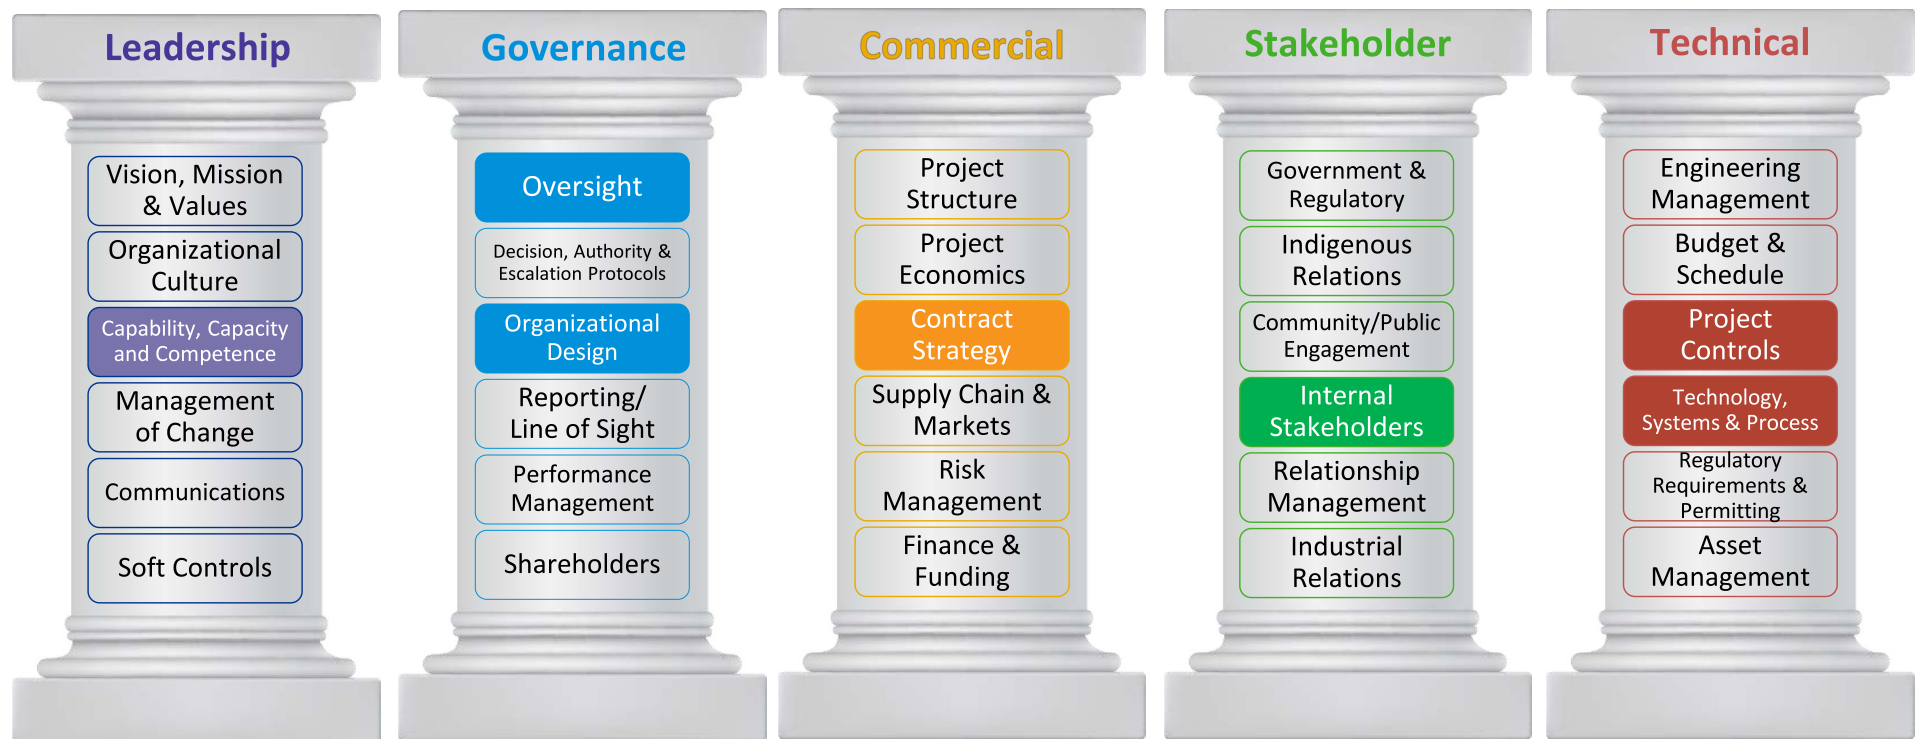 Leadership
Vision, Mission
& Values
Organizational
Culture
Capability, Capacity
and Competence
Management
of Change
Communications
Soft Controls
Governance
Oversight
Decision, Authority &
Escalation Protocols
Organizational
Design
Reporting/
Line of Sight
Performance
Management
Shareholders
Commercial
Project
Structure
Project
Economics
Contract
Strategy
Supply Chain &
Markets
Risk
Management
Finance &
Funding
Stakeholder
Government &
Regulatory
Indigenous
Relations
Community/Public
Engagement
Internal
Stakeholders
Relationship
Management
Industrial
Relations
Technical
Engineering
Management
Budget &
Schedule
Project
Controls
Technology,
Systems & Process
Regulatory
Requirements &
Permitting
Asset
Management